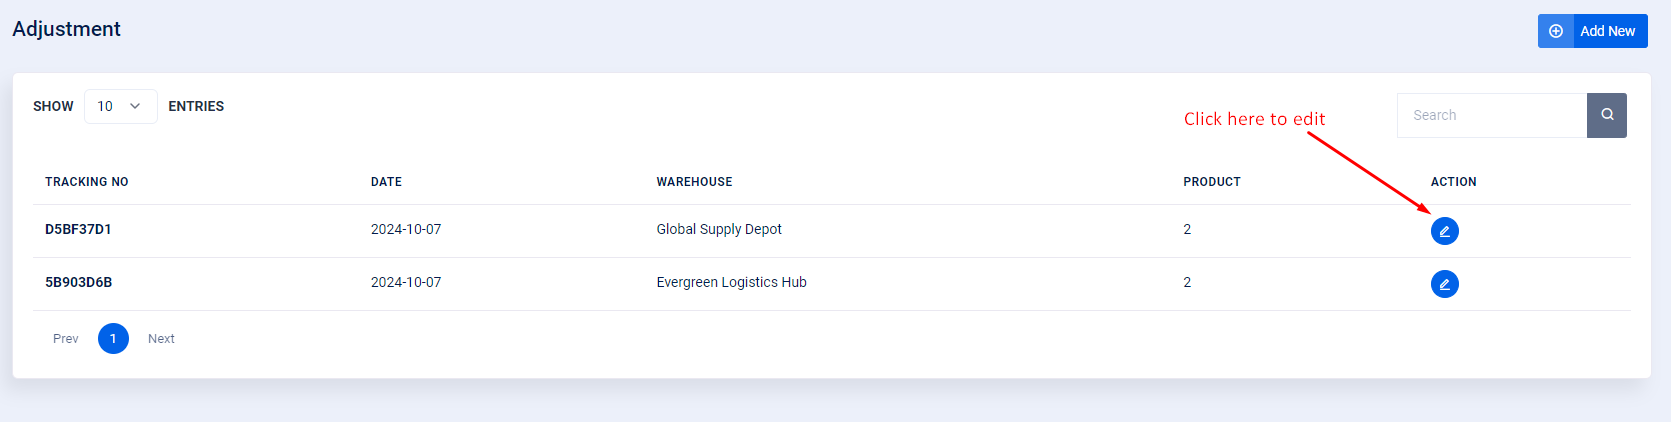 Adjustment
Add New
SHOW 10 ENTRIES
Click here to edit
Search
TRACKING NO DATE WAREHOUSE PRODUCT ACTION
D5BF37D1 2024-10-07 Global Supply Depot 2
5B903D6B 2024-10-07 Evergreen Logistics Hub 2
Prev 1 Next